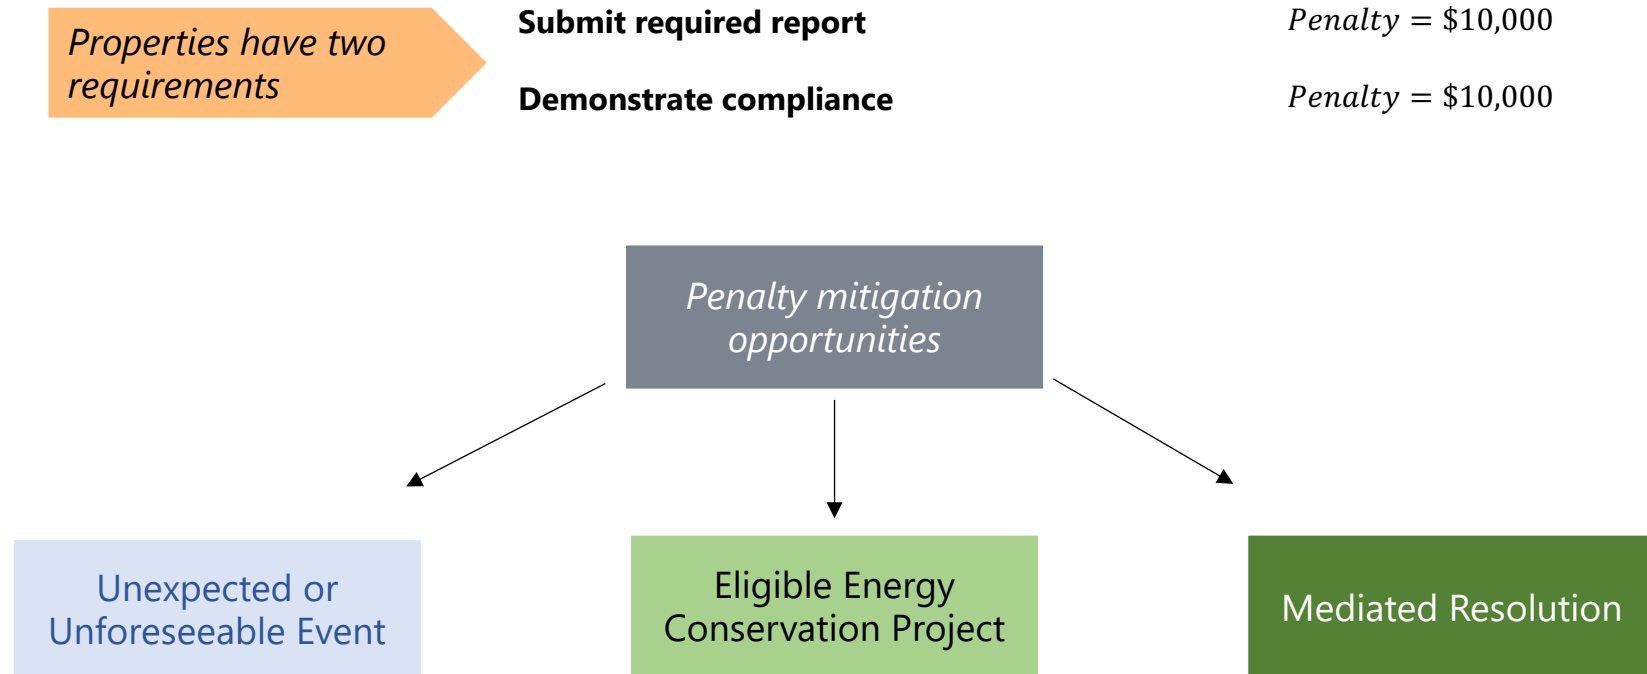 Properties have two
requirements
Submit required report
Penalty = $10,000
Demonstrate compliance
Penalty = $10,000
Penalty mitigation
opportunities
Unexpected or
Unforeseeable Event
Eligible Energy
Conservation Project
Mediated Resolution